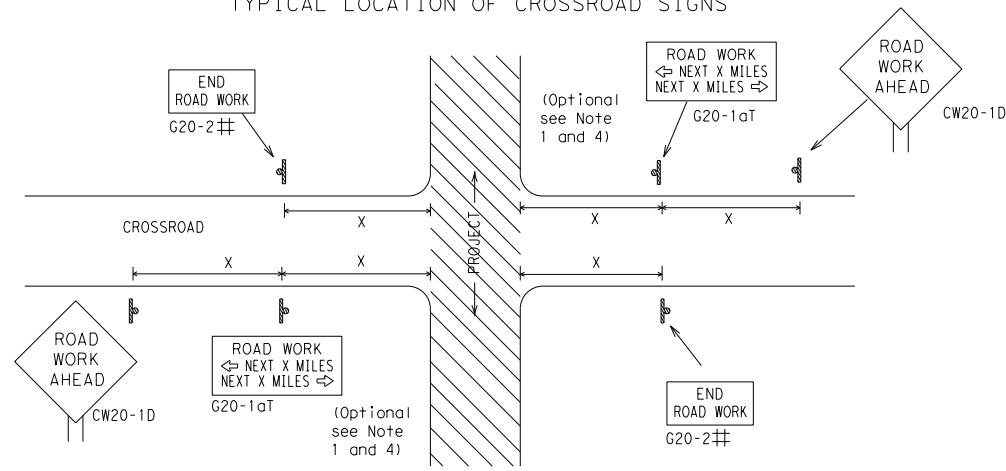 TYPICAL LOCATION OF CROSSROAD SIGNS
ROAD
WORK
AHEAD
CW20-1D
ROAD WORK
⇦ NEXT X MILES
NEXT X MILES ⇨
G20-1aT
(Optional
see Note
1 and 4)
END
ROAD WORK
G20-2#
X
X
X
CROSSROAD
PROJECT
X
X
X
ROAD
WORK
AHEAD
CW20-1D
ROAD WORK
⇦ NEXT X MILES
NEXT X MILES ⇨
G20-1aT
(Optional
see Note
1 and 4)
END
ROAD WORK
G20-2#